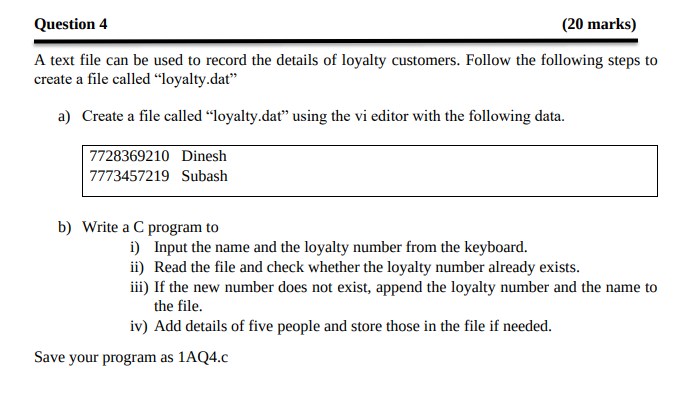 Question 4 (20 marks)
A text file can be used to record the details of loyalty customers. Follow the following steps to
create a file called “loyalty.dat”
a) Create a file called “loyalty.dat” using the vi editor with the following data.
7728369210 Dinesh
7773457219 Subash
b) Write a C program to
i) Input the name and the loyalty number from the keyboard.
ii) Read the file and check whether the loyalty number already exists.
iii) If the new number does not exist, append the loyalty number and the name to
the file.
iv) Add details of five people and store those in the file if needed.
Save your program as 1AQ4.c